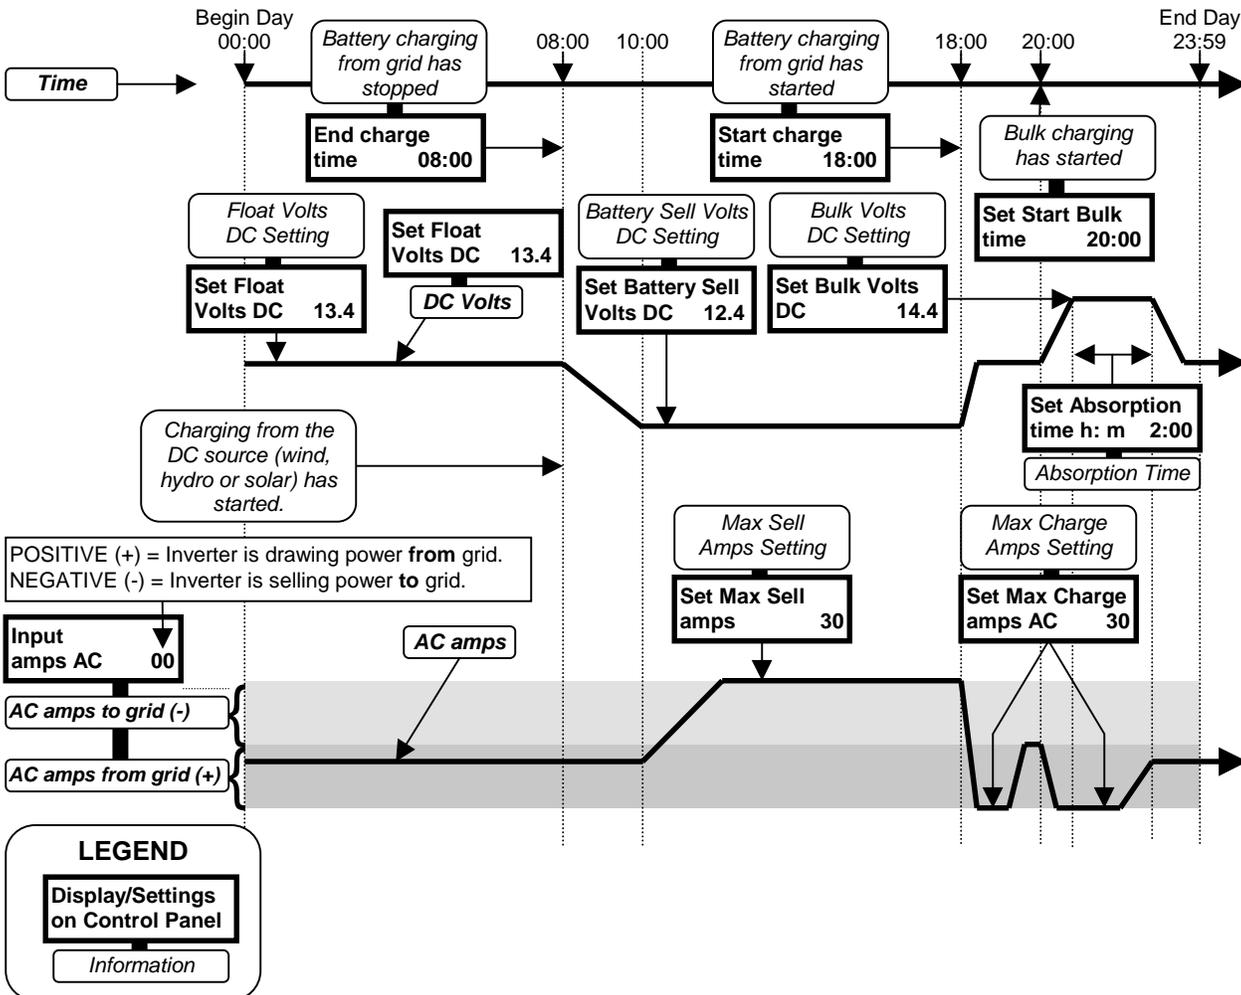 Begin Day
00:00
08:00
10:00
18:00
20:00
End Day
23:59
Time
Battery charging
from grid has
stopped
End charge
time 08:00
Battery charging
from grid has
started
Start charge
time 18:00
Bulk charging
has started
Set Start Bulk
time 20:00
Float Volts
DC Setting
Set Float
Volts DC 13.4
Set Float
Volts DC 13.4
DC Volts
Battery Sell Volts
DC Setting
Set Battery Sell
Volts DC 12.4
Bulk Volts
DC Setting
Set Bulk Volts
DC 14.4
Set Absorption
time h: m 2:00
Absorption Time
Charging from the
DC source (wind,
hydro or solar) has
started.
POSITIVE (+) = Inverter is drawing power from grid.
NEGATIVE (-) = Inverter is selling power to grid.
Input
amps AC 00
AC amps to grid (-)
AC amps from grid (+)
AC amps
Max Sell
Amps Setting
Set Max Sell
amps 30
Max Charge
Amps Setting
Set Max Charge
amps AC 30
LEGEND
Display/Settings
on Control Panel
Information